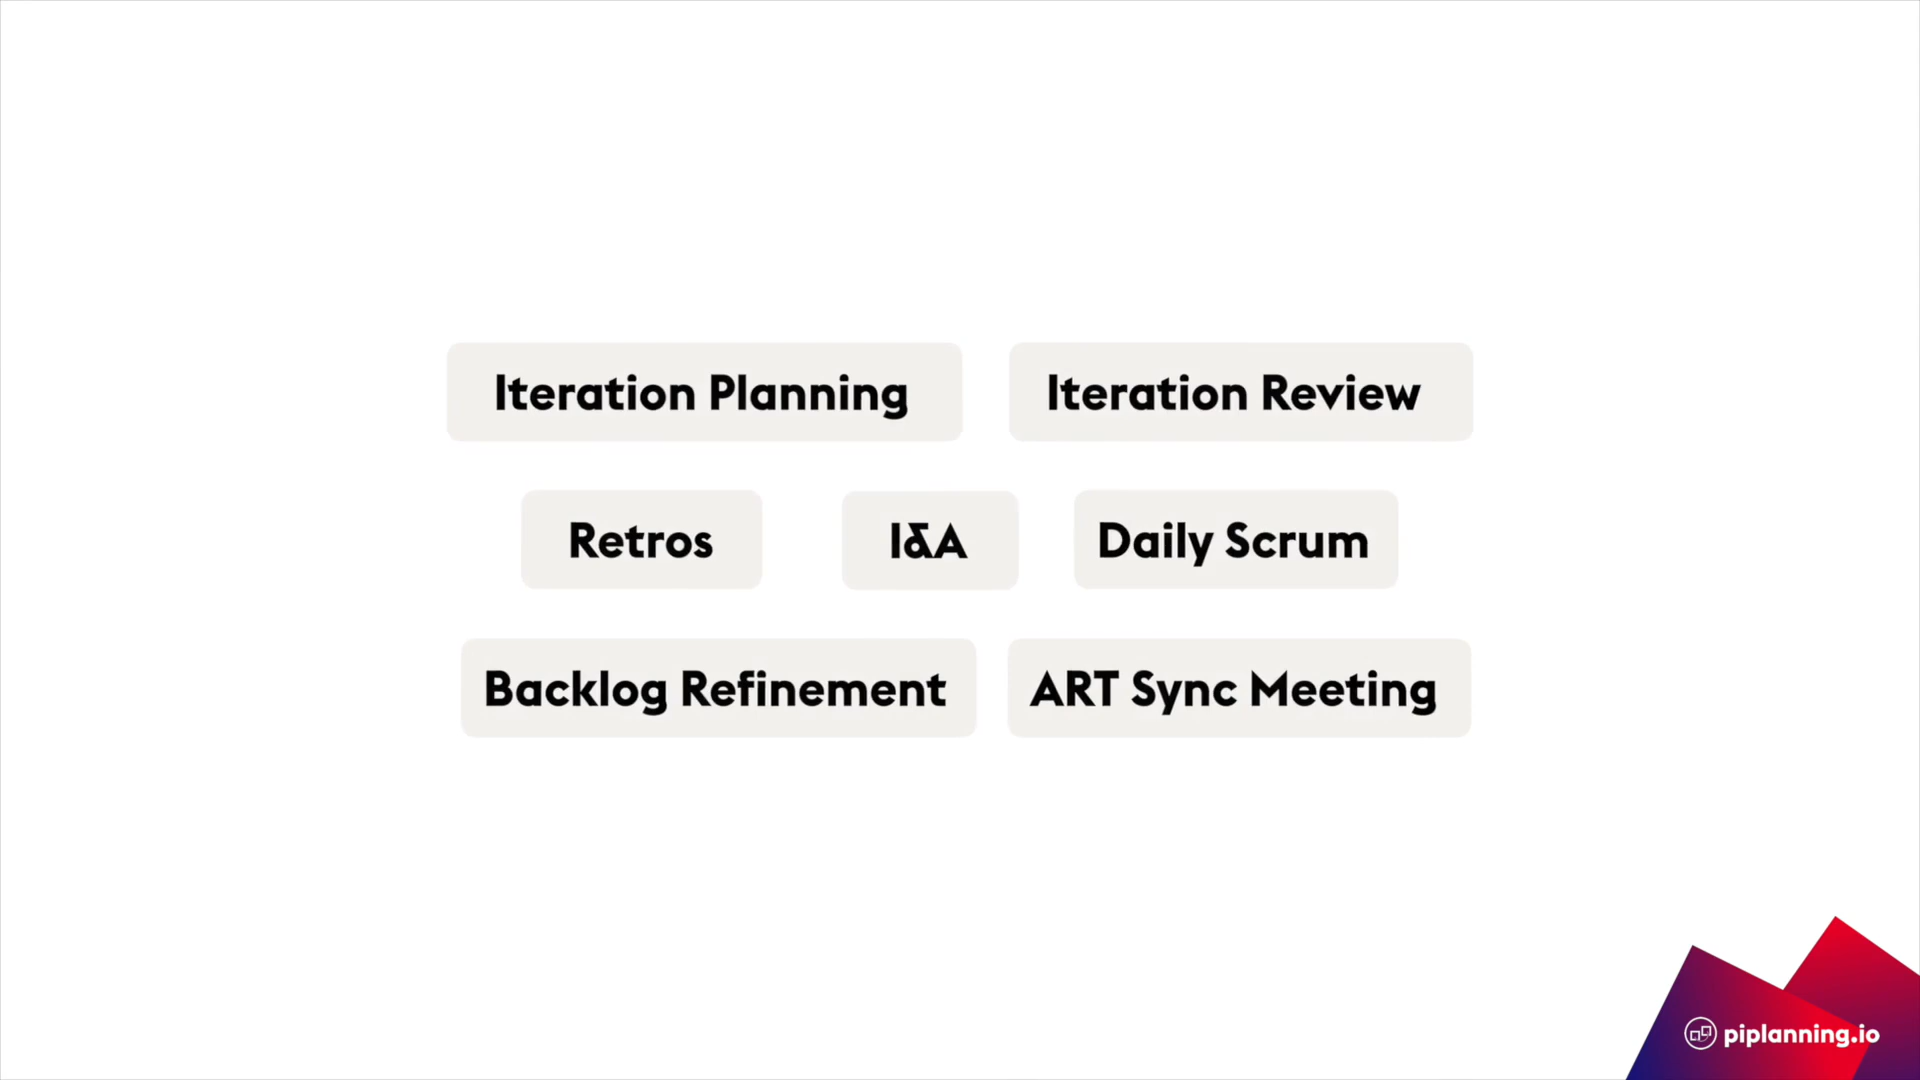 Iteration Planning
Iteration Review
Retros
I&A
Daily Scrum
Backlog Refinement
ART Sync Meeting
piplanning.io